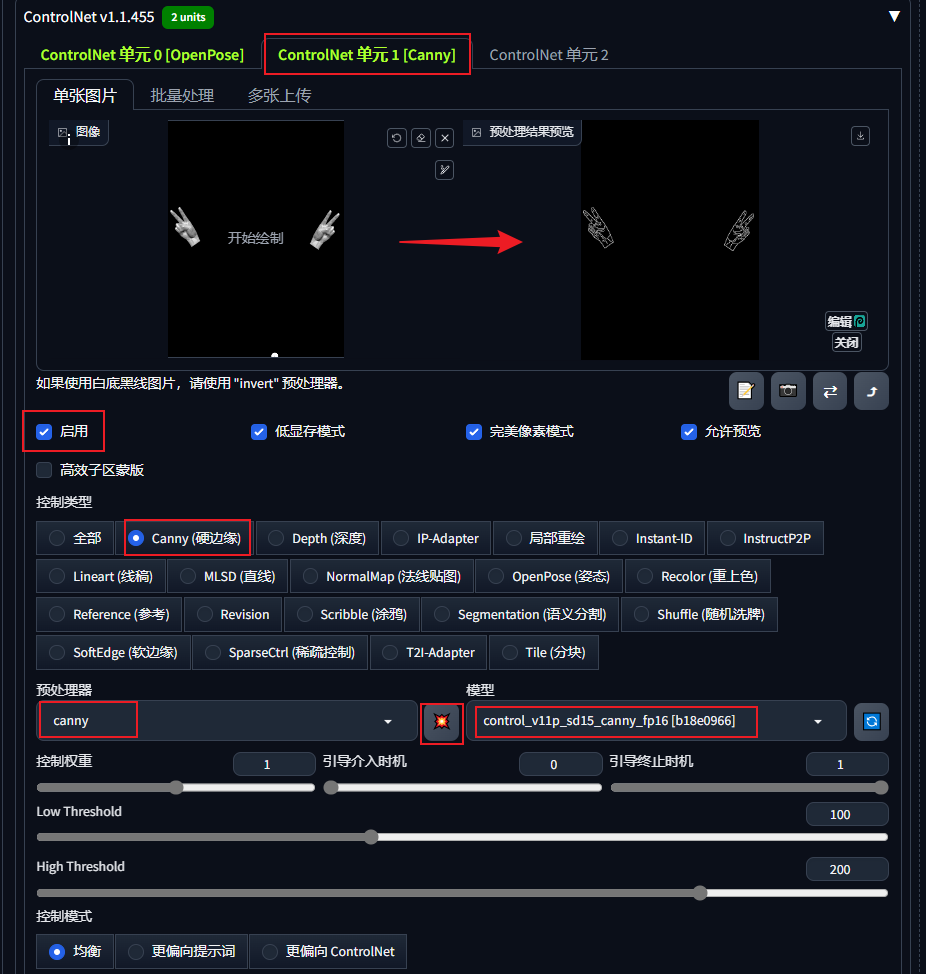 ControlNet v1.1.455 2 units
ControlNet 单元 0 [OpenPose] ControlNet 单元 1 [Canny] ControlNet 单元 2
单张图片 批量处理 多张上传
图像 预处理结果预览
开始绘制
编辑
关闭
如果使用白底黑线图片，请使用 "invert" 预处理器。
启用 低显存模式 完美像素模式 允许预览
高效子区蒙版
控制类型
全部 Canny (硬边缘) Depth (深度) IP-Adapter 局部重绘 Instant-ID InstructP2P
Lineart (线稿) MLSD (直线) NormalMap (法线贴图) OpenPose (姿态) Recolor (重上色)
Reference (参考) Revision Scribble (涂鸦) Segmentation (语义分割) Shuffle (随机洗牌)
SoftEdge (软边缘) SparseCtrl (稀疏控制) T2I-Adapter Tile (分块)
预处理器 模型
canny control_v11p_sd15_canny_fp16 [b18e0966]
控制权重 1 引导介入时机 0 引导终止时机 1
Low Threshold 100
High Threshold 200
控制模式
均衡 更偏向提示词 更偏向 ControlNet